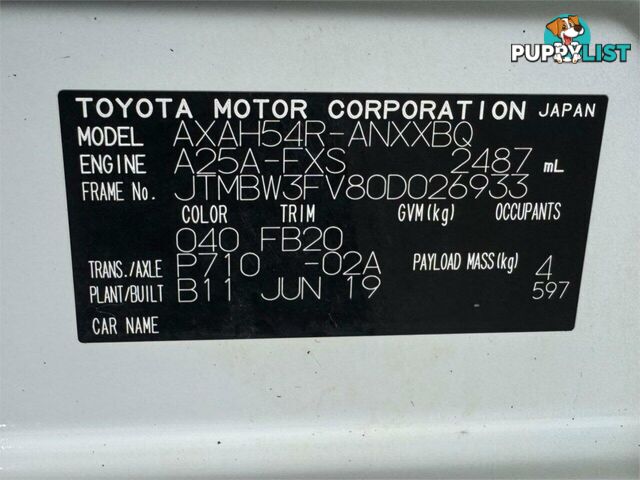 PUPPYLIST
TOYOTA MOTOR CORPORATION JAPAN
MODEL AXAH54R-ANXXBQ
ENGINE A25A-FXS 2487 mL
FRAME No. JTMBW3FV80D026933
COLOR TRIM GVM(kg) OCCUPANTS
040 FB20
TRANS./AXLE P710 -02A PAYLOAD MASS(kg) 4
PLANT/BUILT B11 JUN 19 597
CAR NAME